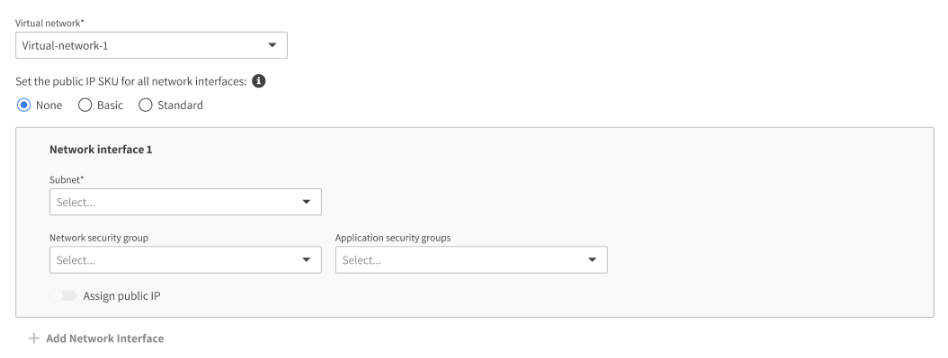 Virtual network*
Virtual-network-1
Set the public IP SKU for all network interfaces:
None Basic Standard
Network interface 1
Subnet*
Select...
Network security group Application security groups
Select... Select...
Assign public IP
+ Add Network Interface